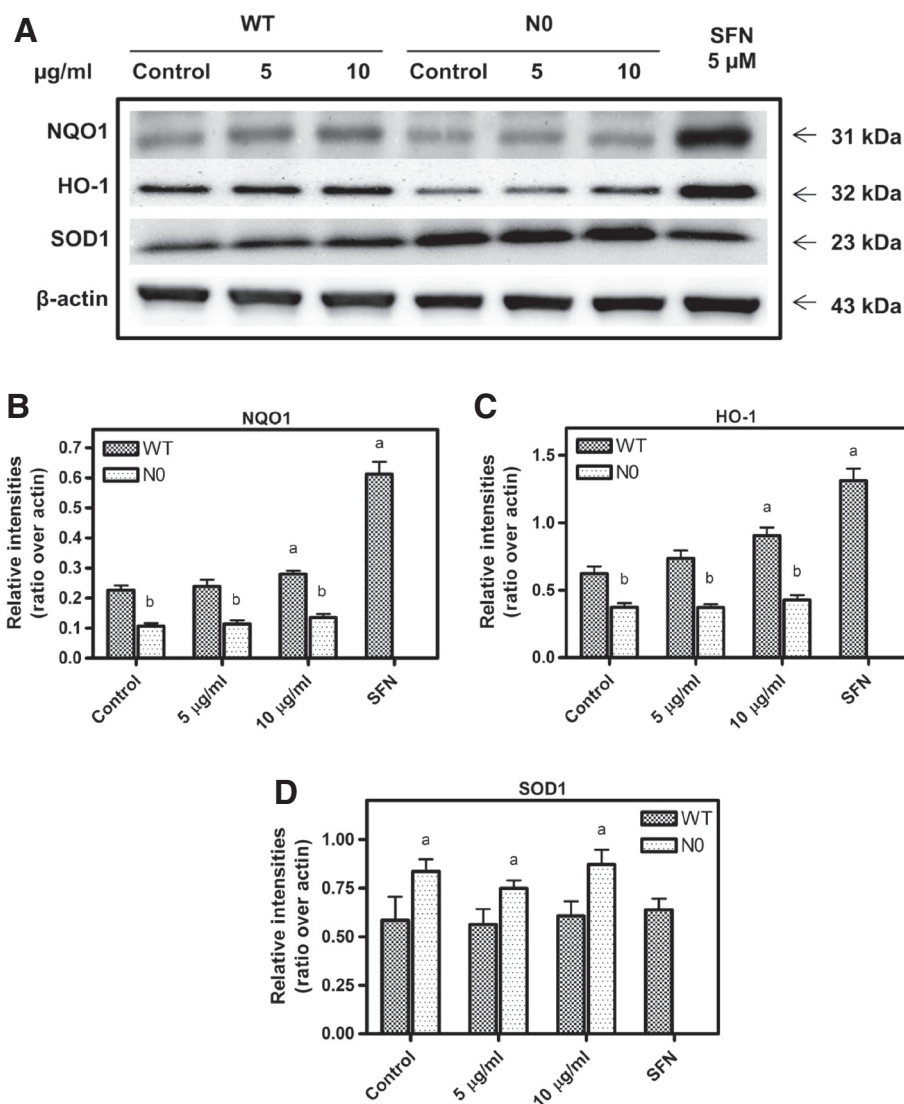 A
WT N0 SFN
5 µM
µg/ml Control 5 10 Control 5 10
NQO1 ← 31 kDa
HO-1 ← 32 kDa
SOD1 ← 23 kDa
β-actin ← 43 kDa
B
NQO1
Relative intensities
(ratio over actin)
0.7
0.6
0.5
0.4
0.3
0.2
0.1
0.0
WT
N0
b
b
a
b
a
Control
5 µg/ml
10 µg/ml
SFN
C
HO-1
Relative intensities
(ratio over actin)
1.5
1.0
0.5
0.0
WT
N0
b
b
a
b
a
Control
5 µg/ml
10 µg/ml
SFN
D
SOD1
Relative intensities
(ratio over actin)
1.00
0.75
0.50
0.25
0.00
WT
N0
a
a
a
Control
5 µg/ml
10 µg/ml
SFN